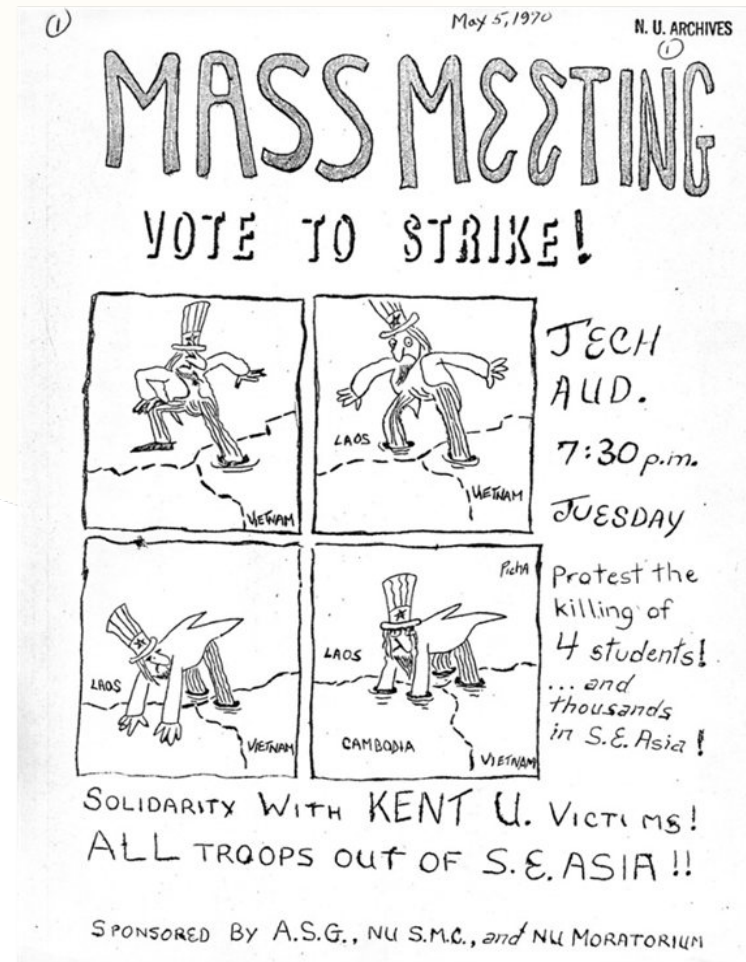 ①
May 5, 1970
N. U. ARCHIVES
①
MASS MEETING
VOTE TO STRIKE!
VIETNAM
LAOS
VIETNAM
TECH
AUD.
7:30 p.m.
TUESDAY
LAOS
VIETNAM
PichA
LAOS
CAMBODIA
VIETNAM
Protest the
killing of
4 students!
... and
thousands
in S.E. Asia!
SOLIDARITY WITH KENT U. VICTIMS!
ALL TROOPS OUT OF S.E. ASIA!!
SPONSORED BY A.S.G., NU S.M.C., and NU MORATORIUM